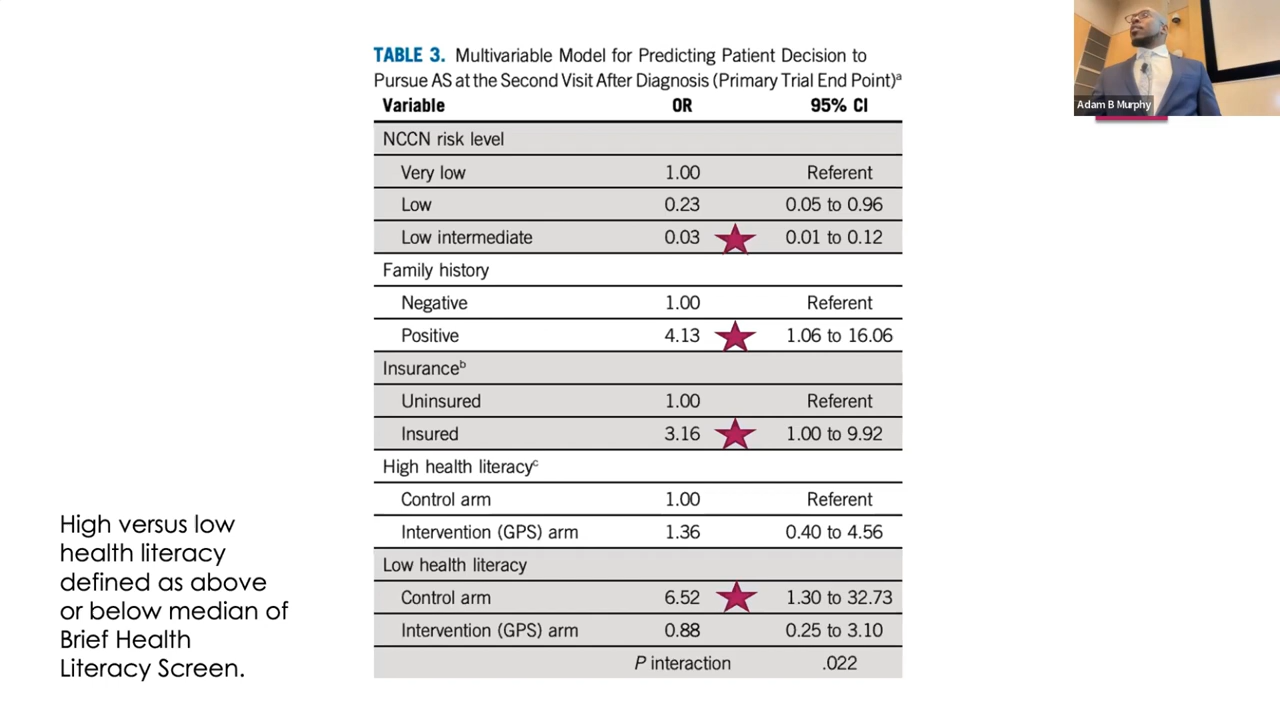 TABLE 3. Multivariable Model for Predicting Patient Decision to
Pursue AS at the Second Visit After Diagnosis (Primary Trial End Point)ᵃ
Variable OR 95% CI
NCCN risk level
Very low 1.00 Referent
Low 0.23 0.05 to 0.96
Low intermediate 0.03 0.01 to 0.12
Family history
Negative 1.00 Referent
Positive 4.13 1.06 to 16.06
Insuranceᵇ
Uninsured 1.00 Referent
Insured 3.16 1.00 to 9.92
High health literacyᶜ
Control arm 1.00 Referent
Intervention (GPS) arm 1.36 0.40 to 4.56
Low health literacy
Control arm 6.52 1.30 to 32.73
Intervention (GPS) arm 0.88 0.25 to 3.10
P interaction .022
High versus low
health literacy
defined as above
or below median of
Brief Health
Literacy Screen.
Adam B Murphy